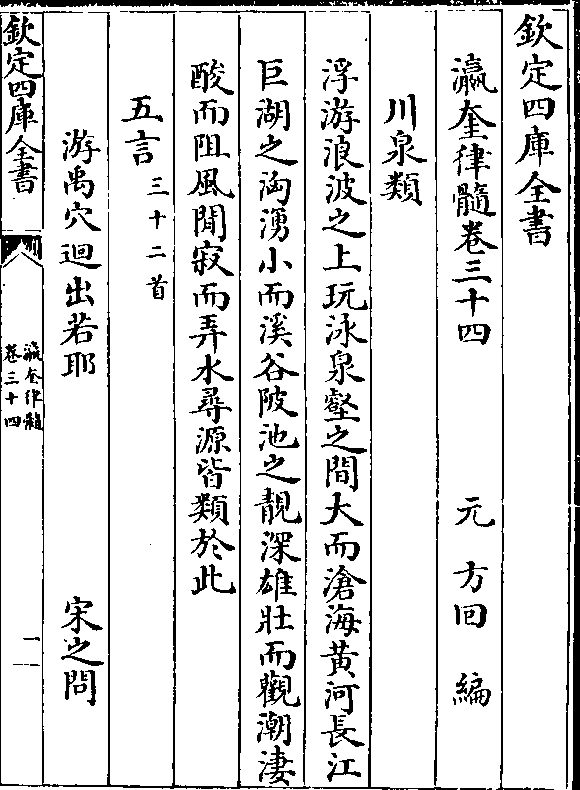 欽定四庫全書
瀛奎律髓卷三十四　元　方回　編
川泉類
浮游浪波之上玩泳泉壑之間大而滄海黄河長江
巨湖之洶湧小而溪谷陂池之靚深雄壯而觀潮淒
酸而阻風閒寂而弄水尋源皆類於此
五言三十二首
游禹穴迴出若耶　宋之問
欽定四庫全書
瀛奎律髓
卷三十四
一